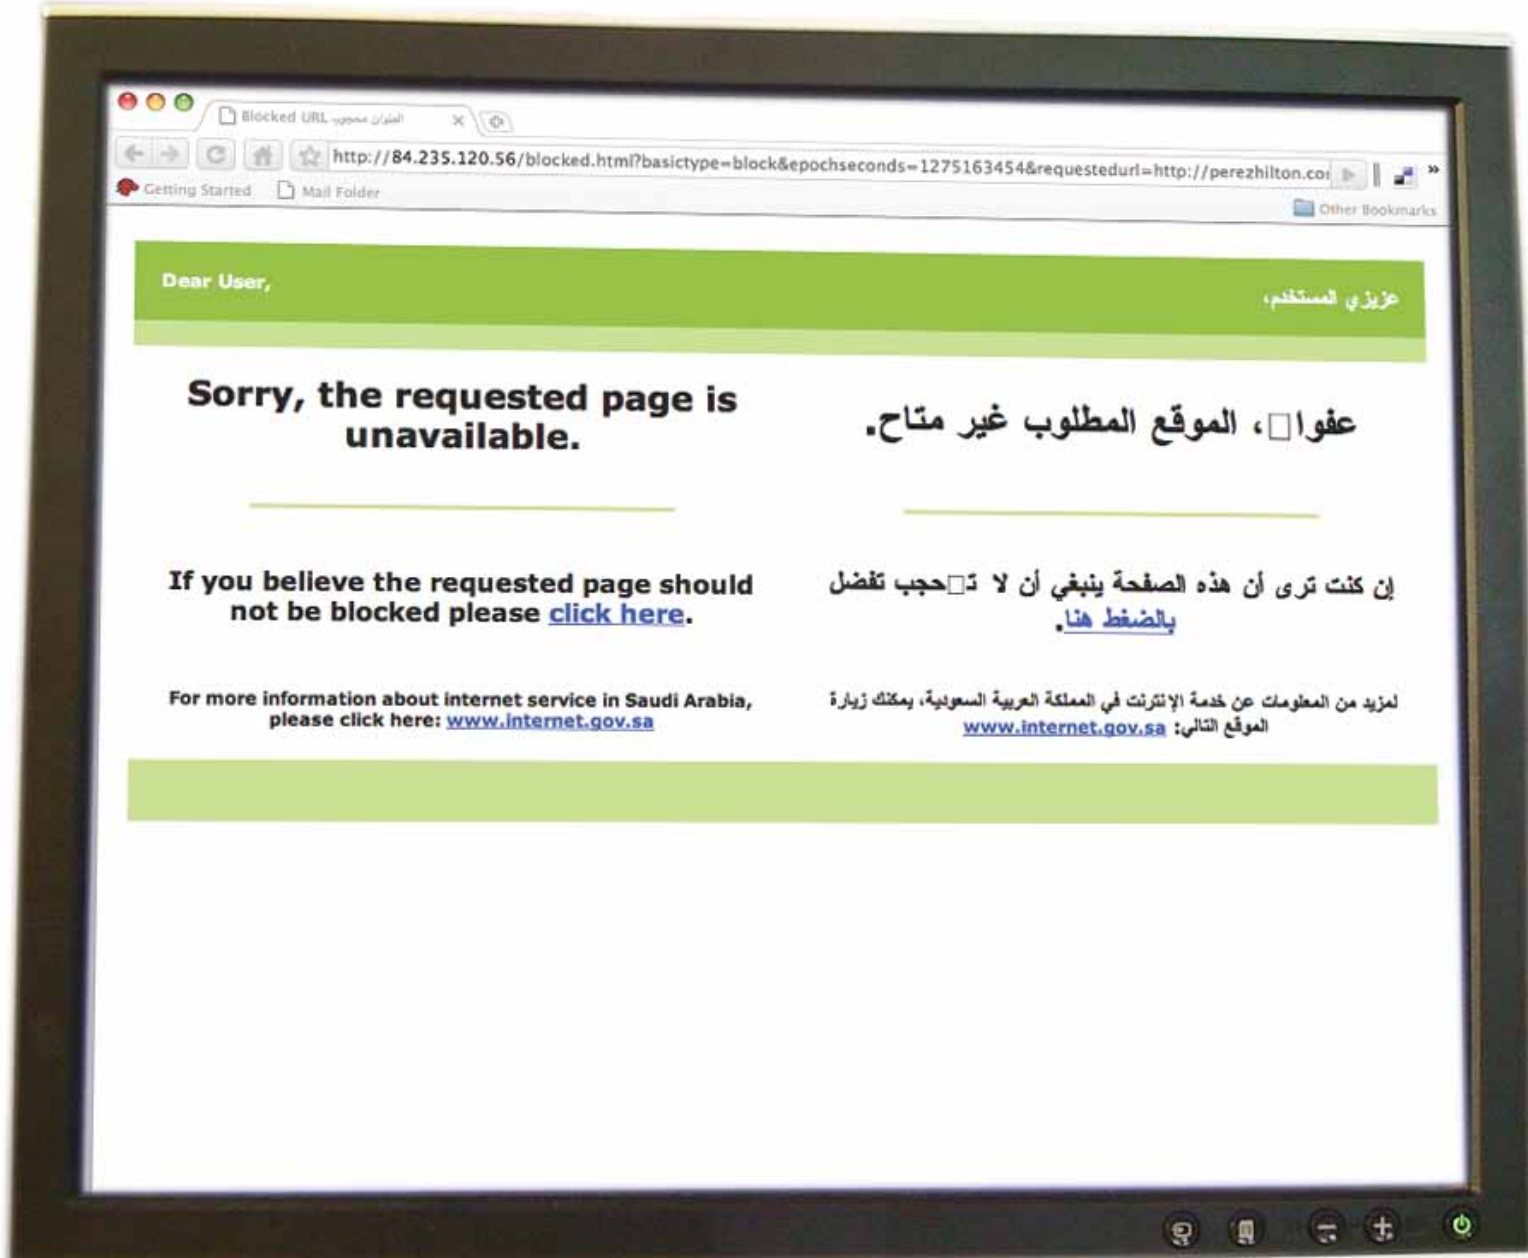 Blocked URL العنوان محجوب
http://84.235.120.56/blocked.html?basictype=block&epochseconds=1275163454&requestedurl=http://perezhilton.co
Getting Started Mail Folder
Other Bookmarks
Dear User,
عزيزي المستخدم،
Sorry, the requested page is
unavailable.
عفوا□، الموقع المطلوب غير متاح.
If you believe the requested page should
not be blocked please click here.
إن كنت ترى أن هذه الصفحة ينبغي أن لا ت□حجب تفضل
بالضغط هنا.
For more information about internet service in Saudi Arabia,
please click here: www.internet.gov.sa
لمزيد من المعلومات عن خدمة الإنترنت في المملكة العربية السعودية، يمكنك زيارة
الموقع التالي: www.internet.gov.sa